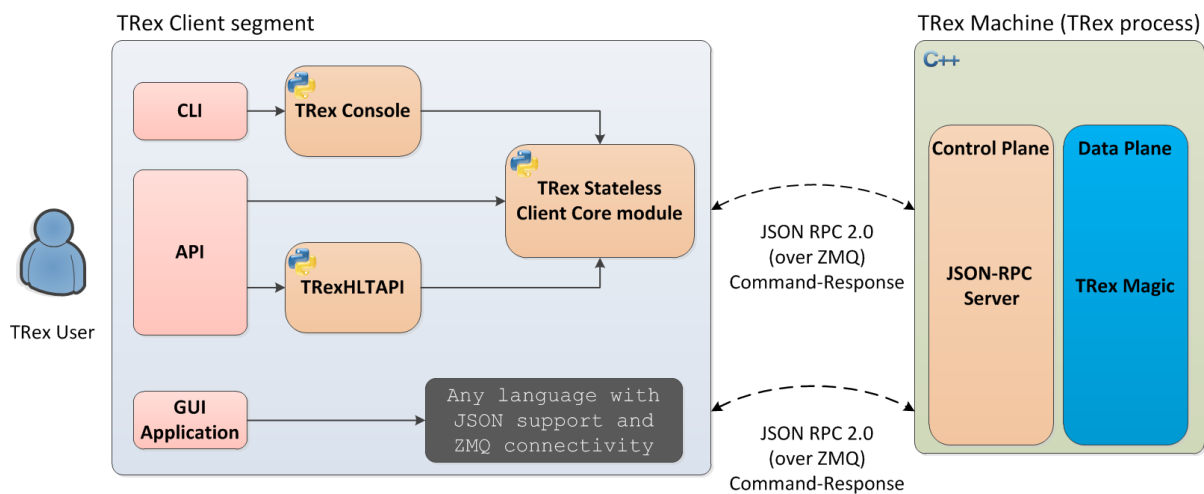 TRex Client segment
TRex Machine (TRex process)
C++
CLI
TRex Console
Control Plane
Data Plane
TRex Stateless
Client Core module
API
JSON RPC 2.0
(over ZMQ)
Command-Response
JSON-RPC
Server
TRex Magic
TRexHLTAPI
TRex User
GUI
Application
Any language with
JSON support and
ZMQ connectivity
JSON RPC 2.0
(over ZMQ)
Command-Response